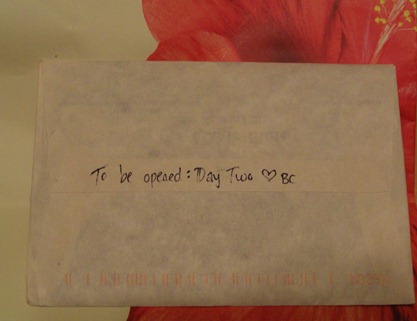 To be opened: Day Two ♡ BC